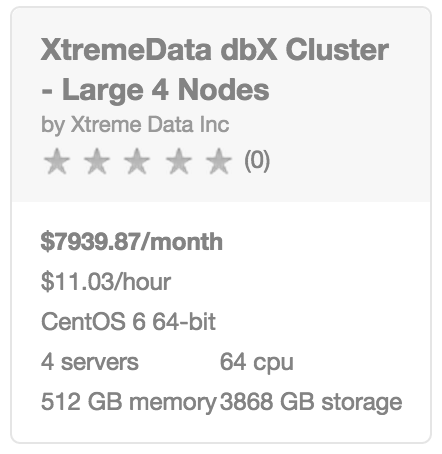 XtremeData dbX Cluster
- Large 4 Nodes
by Xtreme Data Inc
(0)
$7939.87/month
$11.03/hour
CentOS 6 64-bit
4 servers 64 cpu
512 GB memory 3868 GB storage